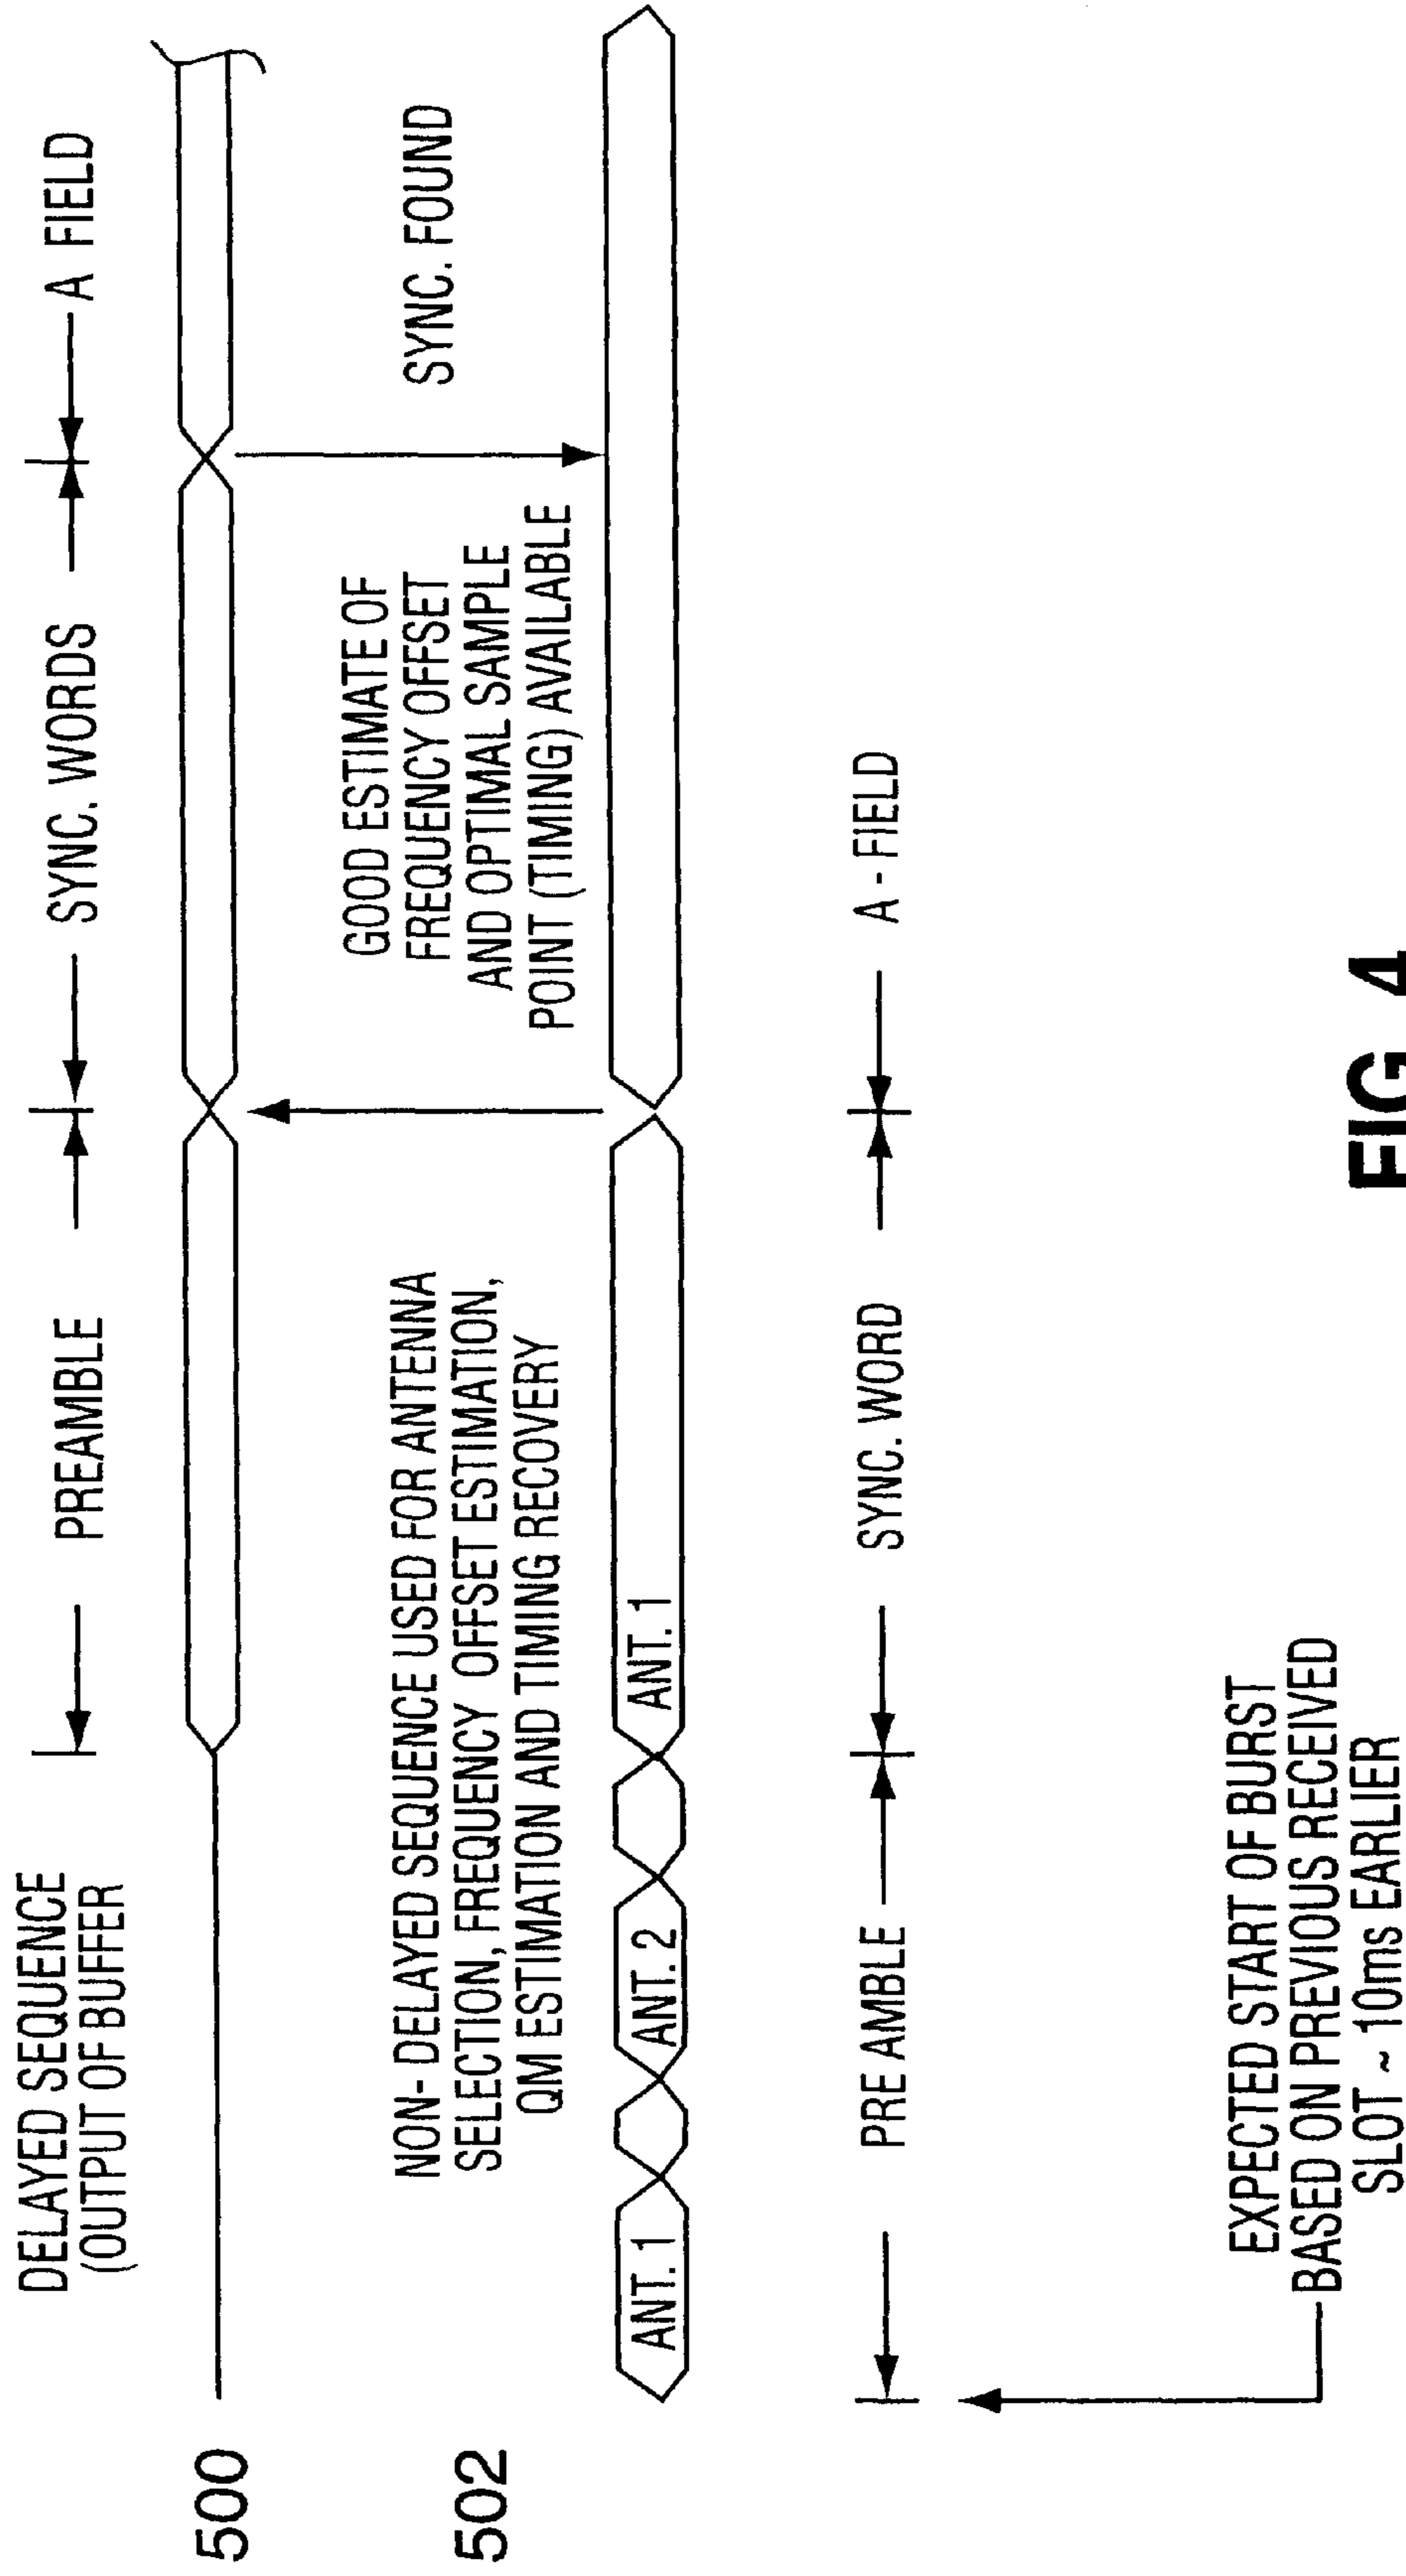 DELAYED SEQUENCE
(OUTPUT OF BUFFER
PREAMBLE
SYNC. WORDS
A FIELD
500
NON- DELAYED SEQUENCE USED FOR ANTENNA
SELECTION, FREQUENCY OFFSET ESTIMATION,
QM ESTIMATION AND TIMING RECOVERY
GOOD ESTIMATE OF
FREQUENCY OFFSET
AND OPTIMAL SAMPLE
POINT (TIMING) AVAILABLE
SYNC. FOUND
502
ANT. 1
ANT. 2
ANT. 1
PRE AMBLE
SYNC. WORD
A - FIELD
EXPECTED START OF BURST
BASED ON PREVIOUS RECEIVED
SLOT ~ 10ms EARLIER
FIG. 4